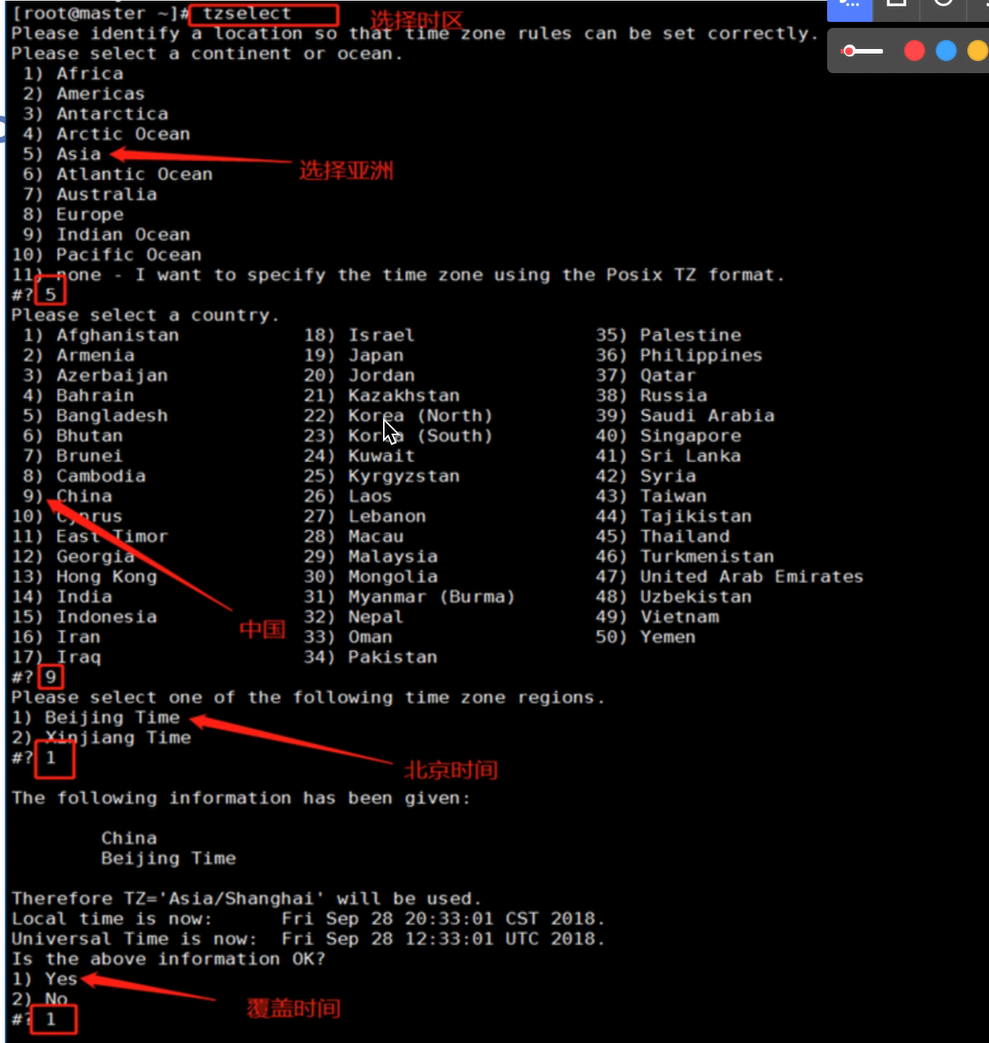 [root@master ~]# tzselect 选择时区
Please identify a location so that time zone rules can be set correctly.
Please select a continent or ocean.
1) Africa
2) Americas
3) Antarctica
4) Arctic Ocean
5) Asia
选择亚洲
6) Atlantic Ocean
7) Australia
8) Europe
9) Indian Ocean
10) Pacific Ocean
11) none - I want to specify the time zone using the Posix TZ format.
#? 5
Please select a country.
1) Afghanistan 18) Israel 35) Palestine
2) Armenia 19) Japan 36) Philippines
3) Azerbaijan 20) Jordan 37) Qatar
4) Bahrain 21) Kazakhstan 38) Russia
5) Bangladesh 22) Korea (North) 39) Saudi Arabia
6) Bhutan 23) Korea (South) 40) Singapore
7) Brunei 24) Kuwait 41) Sri Lanka
8) Cambodia 25) Kyrgyzstan 42) Syria
9) China 26) Laos 43) Taiwan
10) Cyprus 27) Lebanon 44) Tajikistan
11) East Timor 28) Macau 45) Thailand
12) Georgia 29) Malaysia 46) Turkmenistan
13) Hong Kong 30) Mongolia 47) United Arab Emirates
14) India 31) Myanmar (Burma) 48) Uzbekistan
15) Indonesia 32) Nepal 49) Vietnam
中国
16) Iran 33) Oman 50) Yemen
17) Iraq 34) Pakistan
#? 9
Please select one of the following time zone regions.
1) Beijing Time
2) Xinjiang Time
#? 1
北京时间
The following information has been given:
China
Beijing Time
Therefore TZ='Asia/Shanghai' will be used.
Local time is now: Fri Sep 28 20:33:01 CST 2018.
Universal Time is now: Fri Sep 28 12:33:01 UTC 2018.
Is the above information OK?
1) Yes
2) No
覆盖时间
#? 1